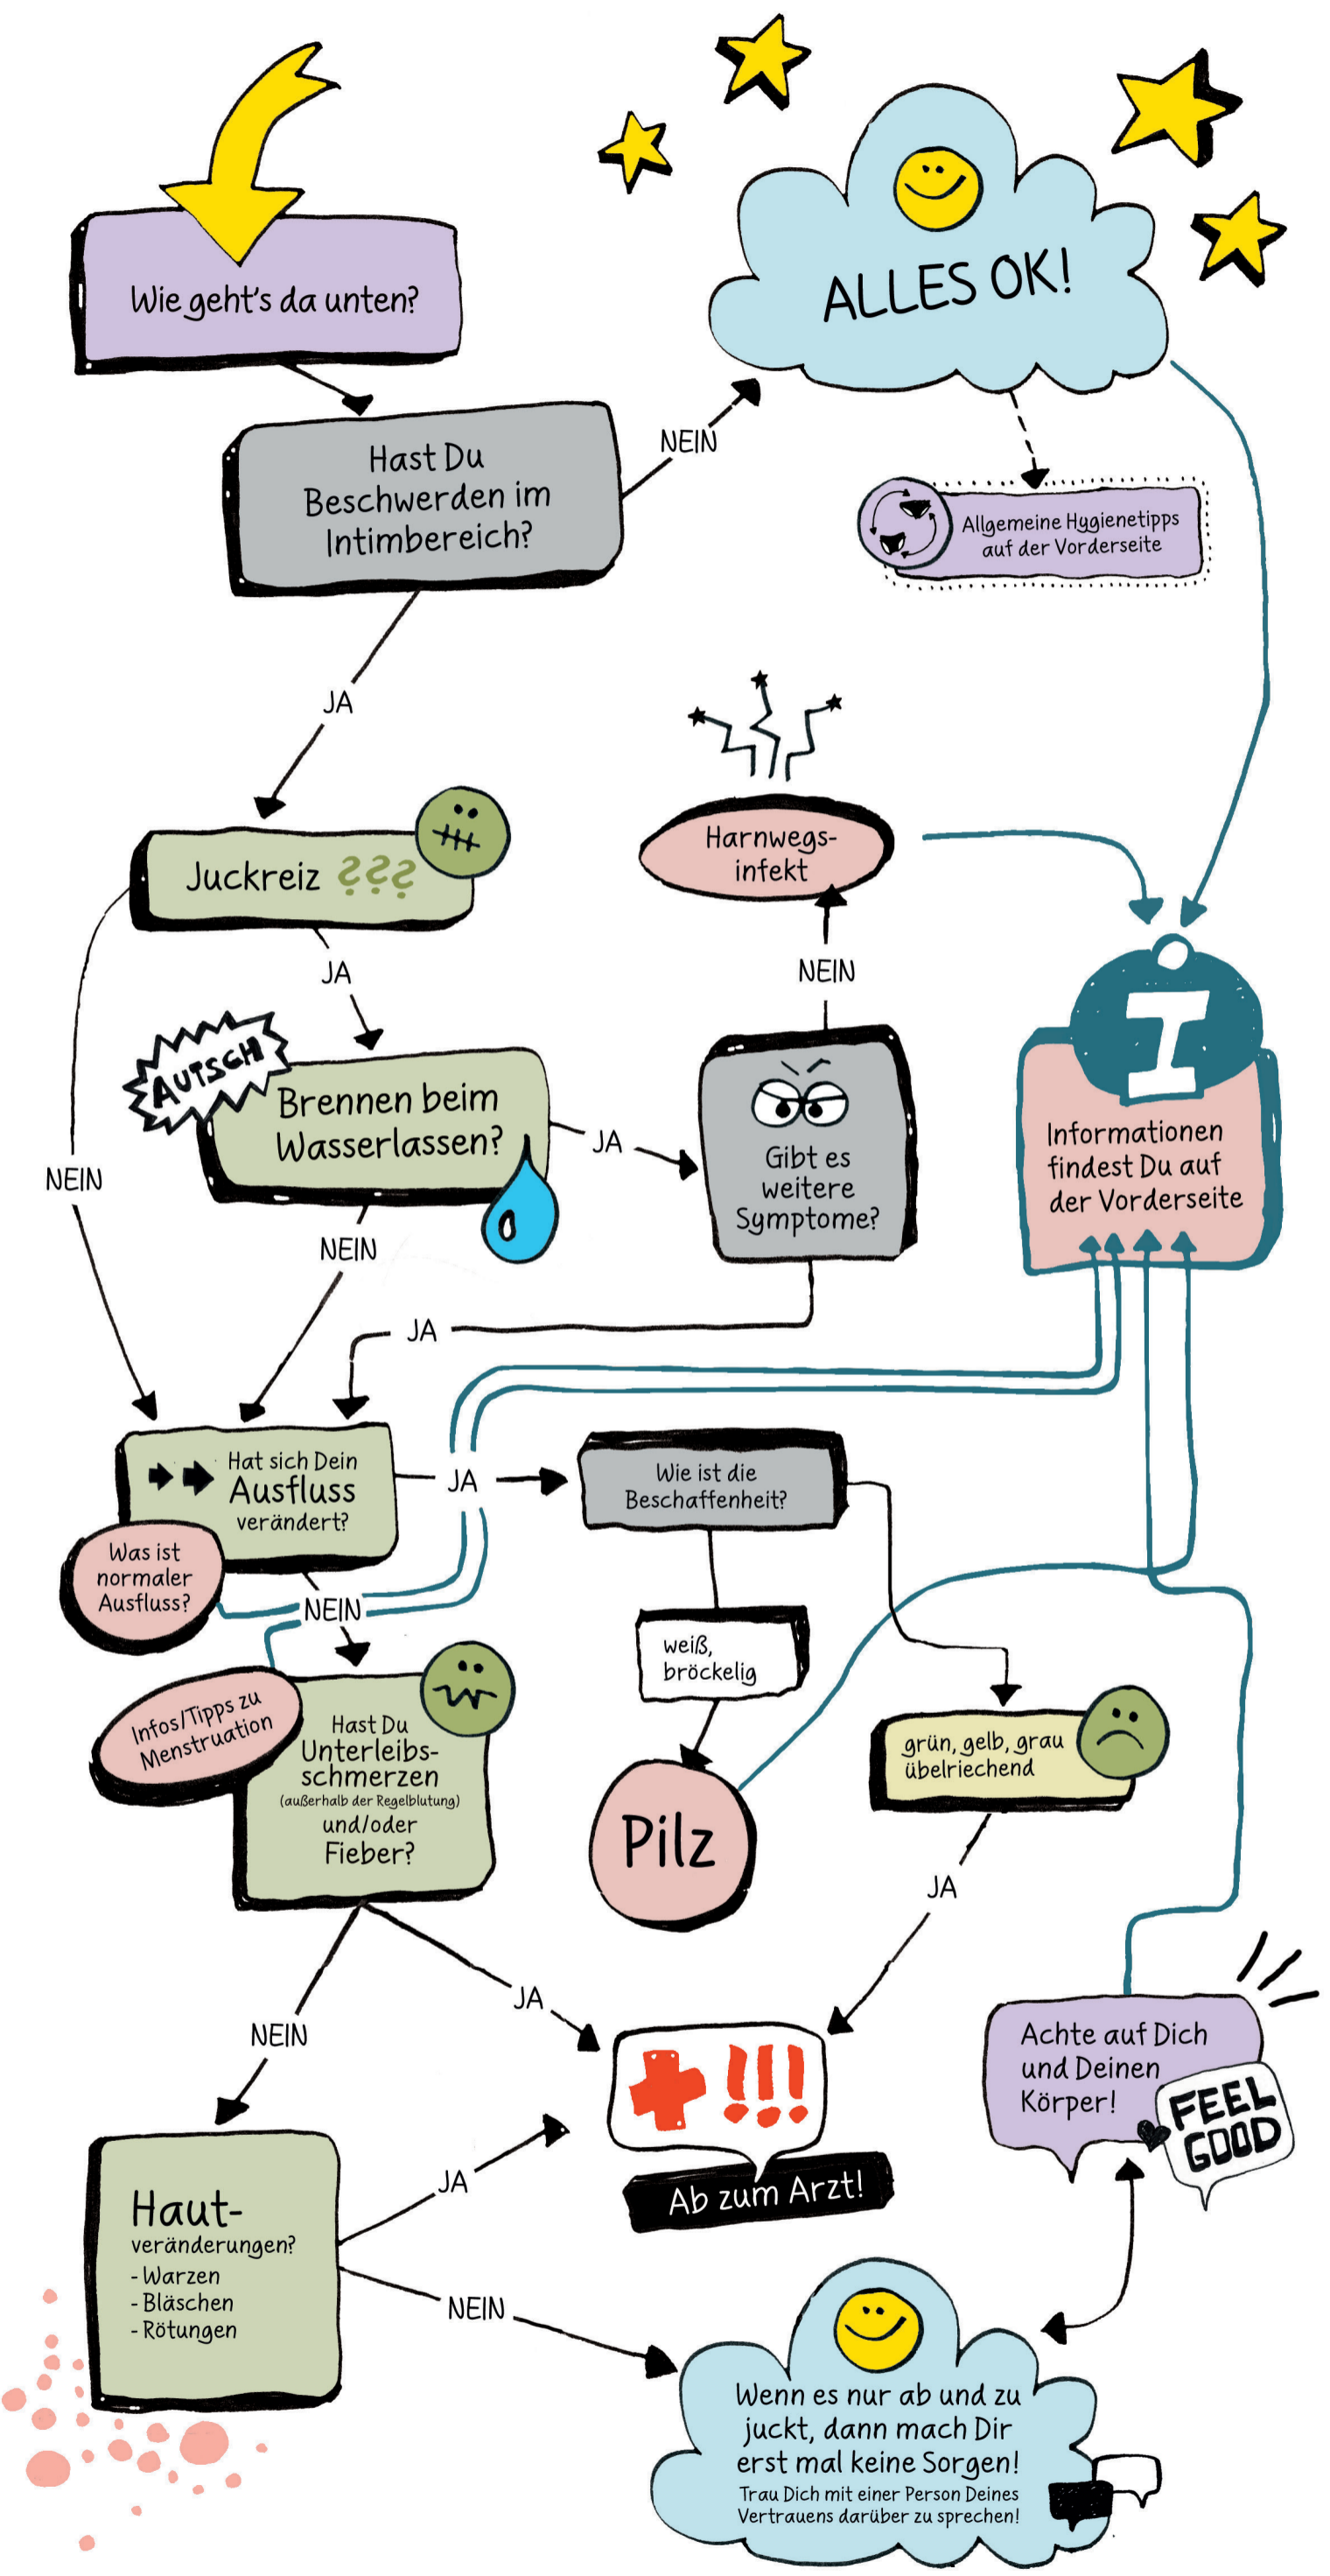 Wie geht's da unten?
ALLES OK!
Hast Du
Beschwerden im
Intimbereich?
NEIN
Allgemeine Hygienetipps
auf der Vorderseite
JA
Juckreiz ???
Harnwegs-
infekt
JA
NEIN
AUTSCH
Brennen beim
Wasserlassen?
JA
Gibt es
weitere
Symptome?
I
Informationen
findest Du auf
der Vorderseite
NEIN
NEIN
JA
Hat sich Dein
Ausfluss
verändert?
JA
Wie ist die
Beschaffenheit?
Was ist
normaler
Ausfluss?
NEIN
weiß,
bröckelig
Infos/Tipps zu
Menstruation
Hast Du
Unterleibs-
schmerzen
(außerhalb der Regelblutung)
und/oder
Fieber?
grün, gelb, grau
übelriechend
Pilz
JA
JA
NEIN
!!!
Ab zum Arzt!
Achte auf Dich
und Deinen
Körper!
FEEL
GOOD
Haut-
veränderungen?
- Warzen
- Bläschen
- Rötungen
JA
NEIN
Wenn es nur ab und zu
juckt, dann mach Dir
erst mal keine Sorgen!
Trau Dich mit einer Person Deines
Vertrauens darüber zu sprechen!